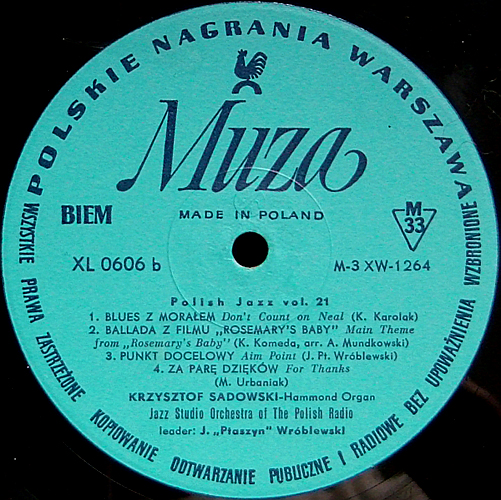 POLSKIE NAGRANIA WARSZAWA
Muza
MADE IN POLAND
BIEM
M
33
XL 0606 b
M-3 XW-1264
Polish Jazz vol. 21
1. BLUES Z MORAŁEM Don't Count on Neal (K. Karolak)
2. BALLADA Z FILMU „ROSEMARY'S BABY" Main Theme
from „Rosemary's Baby" (K. Komeda, arr. A. Mundkowski)
3. PUNKT DOCELOWY Aim Point (J. Pt. Wróblewski)
4. ZA PARĘ DZIĘKÓW For Thanks
(M. Urbaniak)
KRZYSZTOF SADOWSKI-Hammond Organ
Jazz Studio Orchestra of The Polish Radio
leader: J. „Ptaszyn" Wróblewski
WSZYSTKIE PRAWA ZASTRZEŻONE KOPIOWANIE ODTWARZANIE PUBLICZNE I RADIOWE BEZ UPOWAŻNIENIA WZBRONIONE